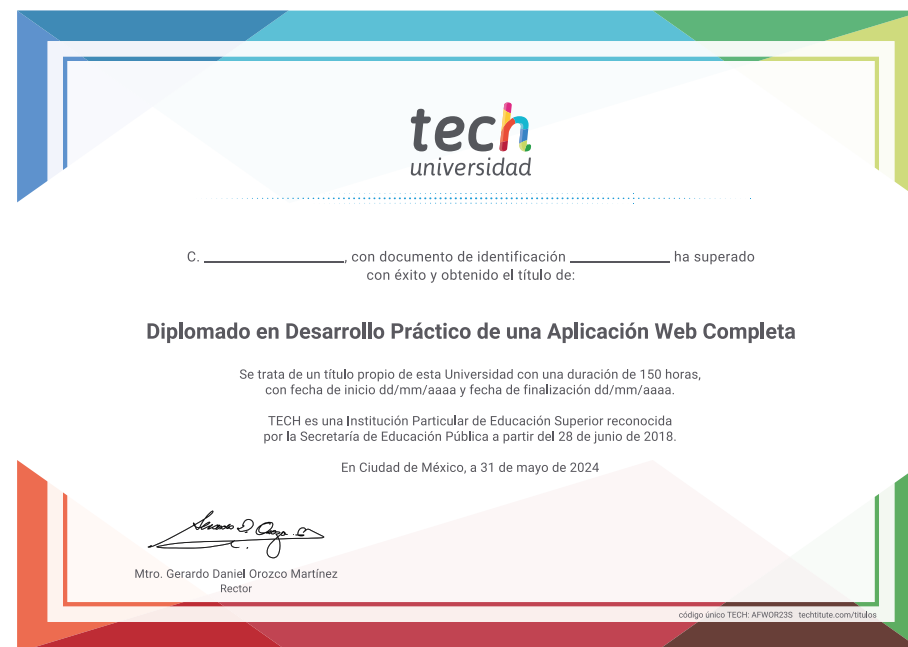 tech
universidad
C. ____________, con documento de identificación ____________ ha superado
con éxito y obtenido el título de:
Diplomado en Desarrollo Práctico de una Aplicación Web Completa
Se trata de un título propio de esta Universidad con una duración de 150 horas,
con fecha de inicio dd/mm/aaaa y fecha de finalización dd/mm/aaaa.
TECH es una Institución Particular de Educación Superior reconocida
por la Secretaría de Educación Pública a partir del 28 de junio de 2018.
En Ciudad de México, a 31 de mayo de 2024
Mtro. Gerardo Daniel Orozco Martínez
Rector
código único TECH: AFWOR23S techtitute.com/titulos